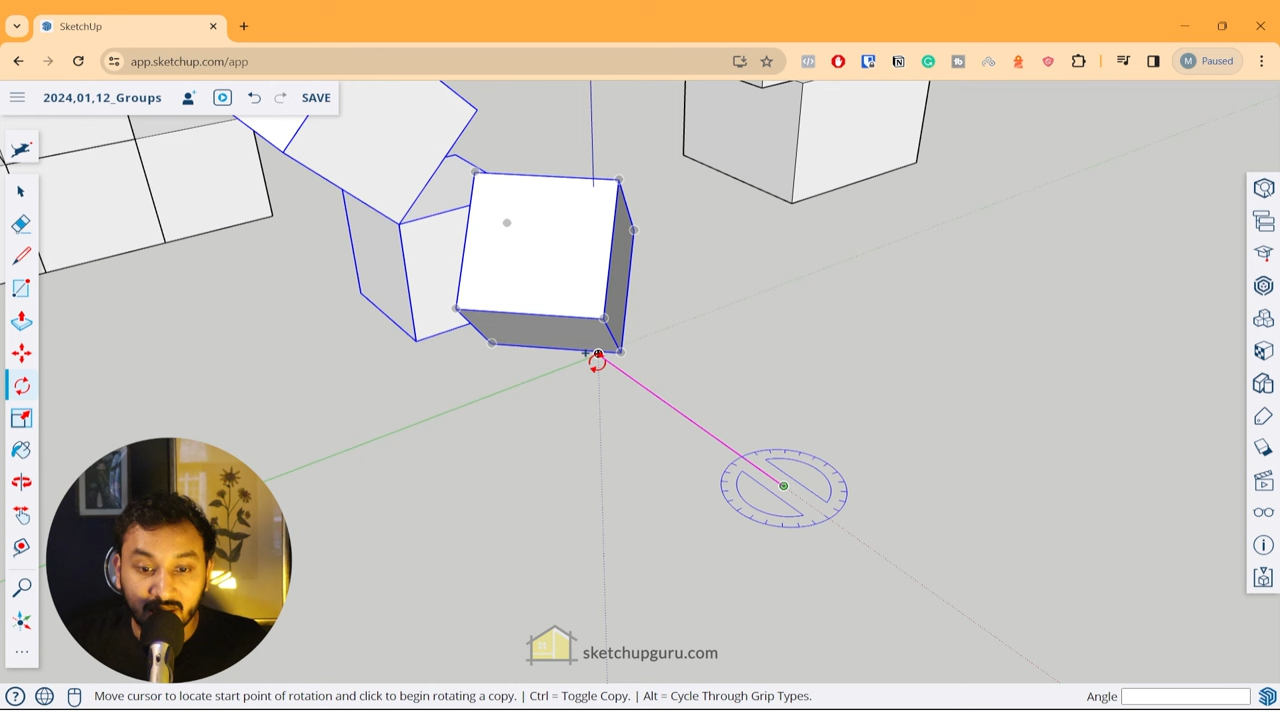 SketchUp
app.sketchup.com/app
M Paused
2024,01,12_Groups
SAVE
sketchupguru.com
Move cursor to locate start point of rotation and click to begin rotating a copy. | Ctrl = Toggle Copy. | Alt = Cycle Through Grip Types.
Angle